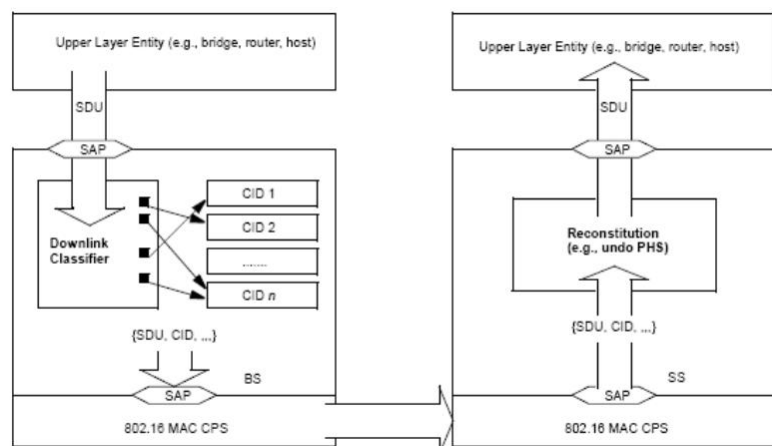 Upper Layer Entity (e.g., bridge, router, host)
SDU
SAP
Downlink
Classifier
CID 1
CID 2
........
CID n
{SDU, CID, ...}
SAP
BS
802.16 MAC CPS
Upper Layer Entity (e.g., bridge, router, host)
SDU
SAP
Reconstitution
(e.g., undo PHS)
{SDU, CID, ...}
SAP
SS
802.16 MAC CPS